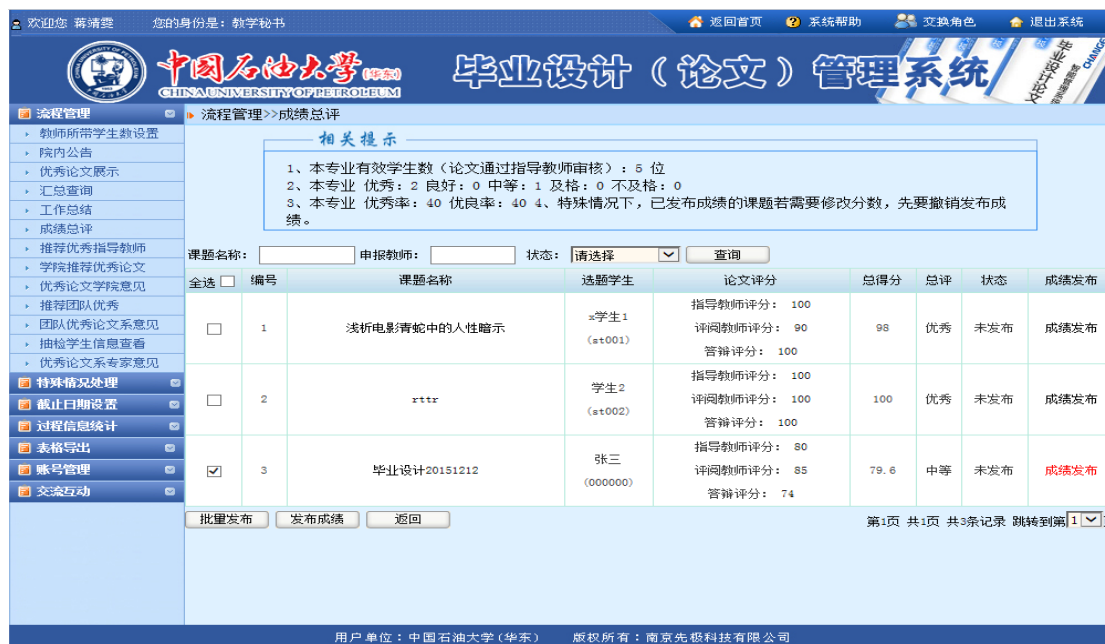 欢迎您 蒋靖雯 您的身份是：教学秘书 返回首页 系统帮助 交换角色 退出系统
中国石油大学(华东) 毕业设计（论文）管理系统
CHINA UNIVERSITY OF PETROLEUM
流程管理
教师所带学生数设置
院内公告
优秀论文展示
汇总查询
工作总结
成绩总评
推荐优秀指导教师
学院推荐优秀论文
优秀论文学院意见
推荐团队优秀
团队优秀论文系意见
抽检学生信息查看
优秀论文系专家意见
特殊情况处理
截止日期设置
过程信息统计
表格导出
账号管理
交流互动
流程管理>>成绩总评
相关提示
1、本专业有效学生数（论文通过指导教师审核）：5 位
2、本专业 优秀：2 良好：0 中等：1 及格：0 不及格：0
3、本专业 优秀率：40 优良率：40 4、特殊情况下，已发布成绩的课题若需要修改分数，先要撤销发布成
绩。
课题名称： 申报教师： 状态： 请选择 查询
全选 编号 课题名称 选题学生 论文评分 总得分 总评 状态 成绩发布
1 浅析电影青蛇中的人性暗示 x学生1 (st001) 指导教师评分： 100 评阅教师评分： 90 答辩评分： 100 98 优秀 未发布 成绩发布
2 rttr 学生2 (st002) 指导教师评分： 100 评阅教师评分： 100 答辩评分： 100 100 优秀 未发布 成绩发布
3 毕业设计20151212 张三 (000000) 指导教师评分： 80 评阅教师评分： 85 答辩评分： 74 79.6 中等 未发布 成绩发布
批量发布 发布成绩 返回 第1页 共1页 共3条记录 跳转到第 1
用户单位：中国石油大学(华东) 版权所有：南京先极科技有限公司